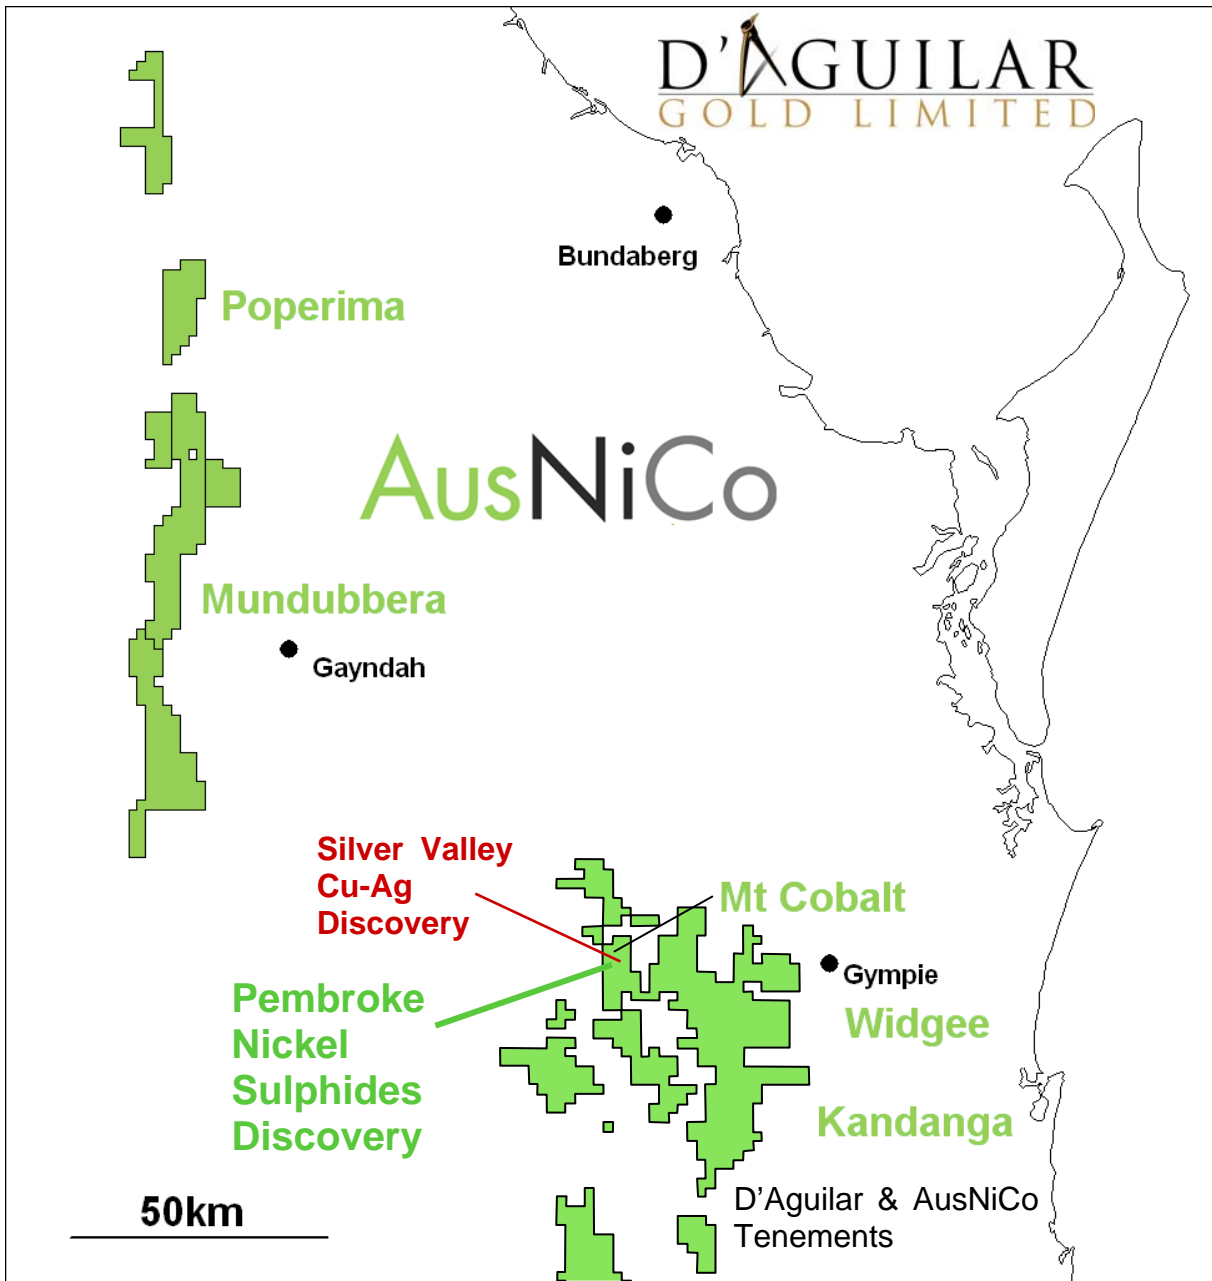 D'AGUILAR
GOLD LIMITED
Bundaberg
Poperima
AusNiCo
Mundubbera
Gayndah
Silver Valley
Cu-Ag
Discovery
Mt Cobalt
Gympie
Pembroke
Nickel
Sulphides
Discovery
Widgee
Kandanga
D’Aguilar & AusNiCo
Tenements
50km